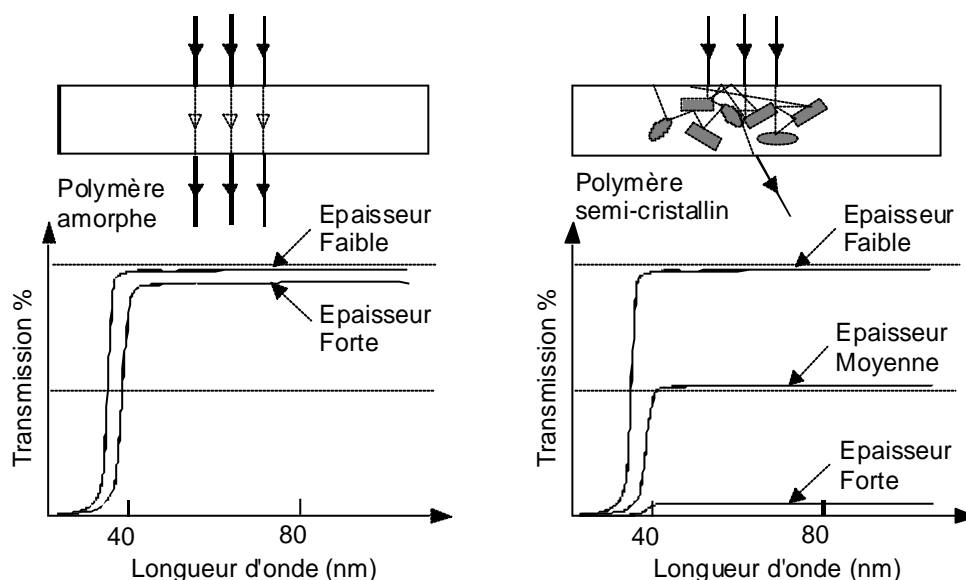 Polymère
amorphe
Epaisseur
Faible
Epaisseur
Forte
Transmission %
40
80
Longueur d'onde (nm)
Polymère
semi-cristallin
Epaisseur
Faible
Epaisseur
Moyenne
Epaisseur
Forte
Transmission %
40
80
Longueur d'onde (nm)